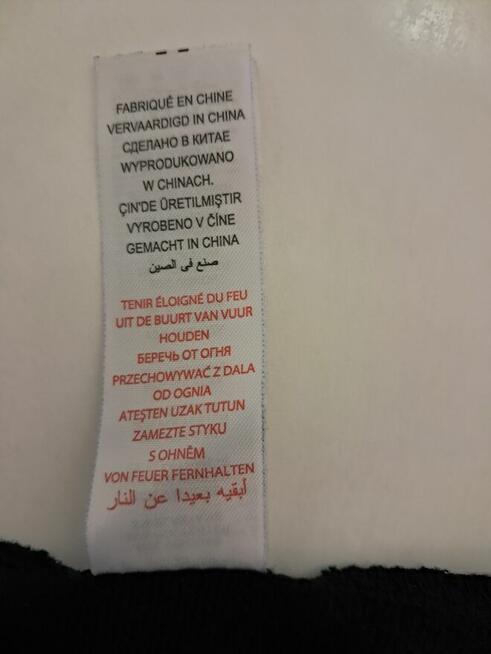 FABRIQUÉ EN CHINE
VERVAARDIGD IN CHINA
СДЕЛАНО В КИТАЕ
WYPRODUKOWANO
W CHINACH.
ÇIN'DE ÜRETILMIŞTIR
VYROBENO V ČÍNE
GEMACHT IN CHINA
صنع فى الصين
TENIR ÉLOIGNÉ DU FEU
UIT DE BUURT VAN VUUR
HOUDEN
БЕРЕЧЬ ОТ ОГНЯ
PRZECHOWYWAĆ Z DALA
OD OGNIA
ATEŞTEN UZAK TUTUN
ZAMEZTE STYKU
S OHNĚM
VON FEUER FERNHALTEN
أبقيه بعيدا عن النار